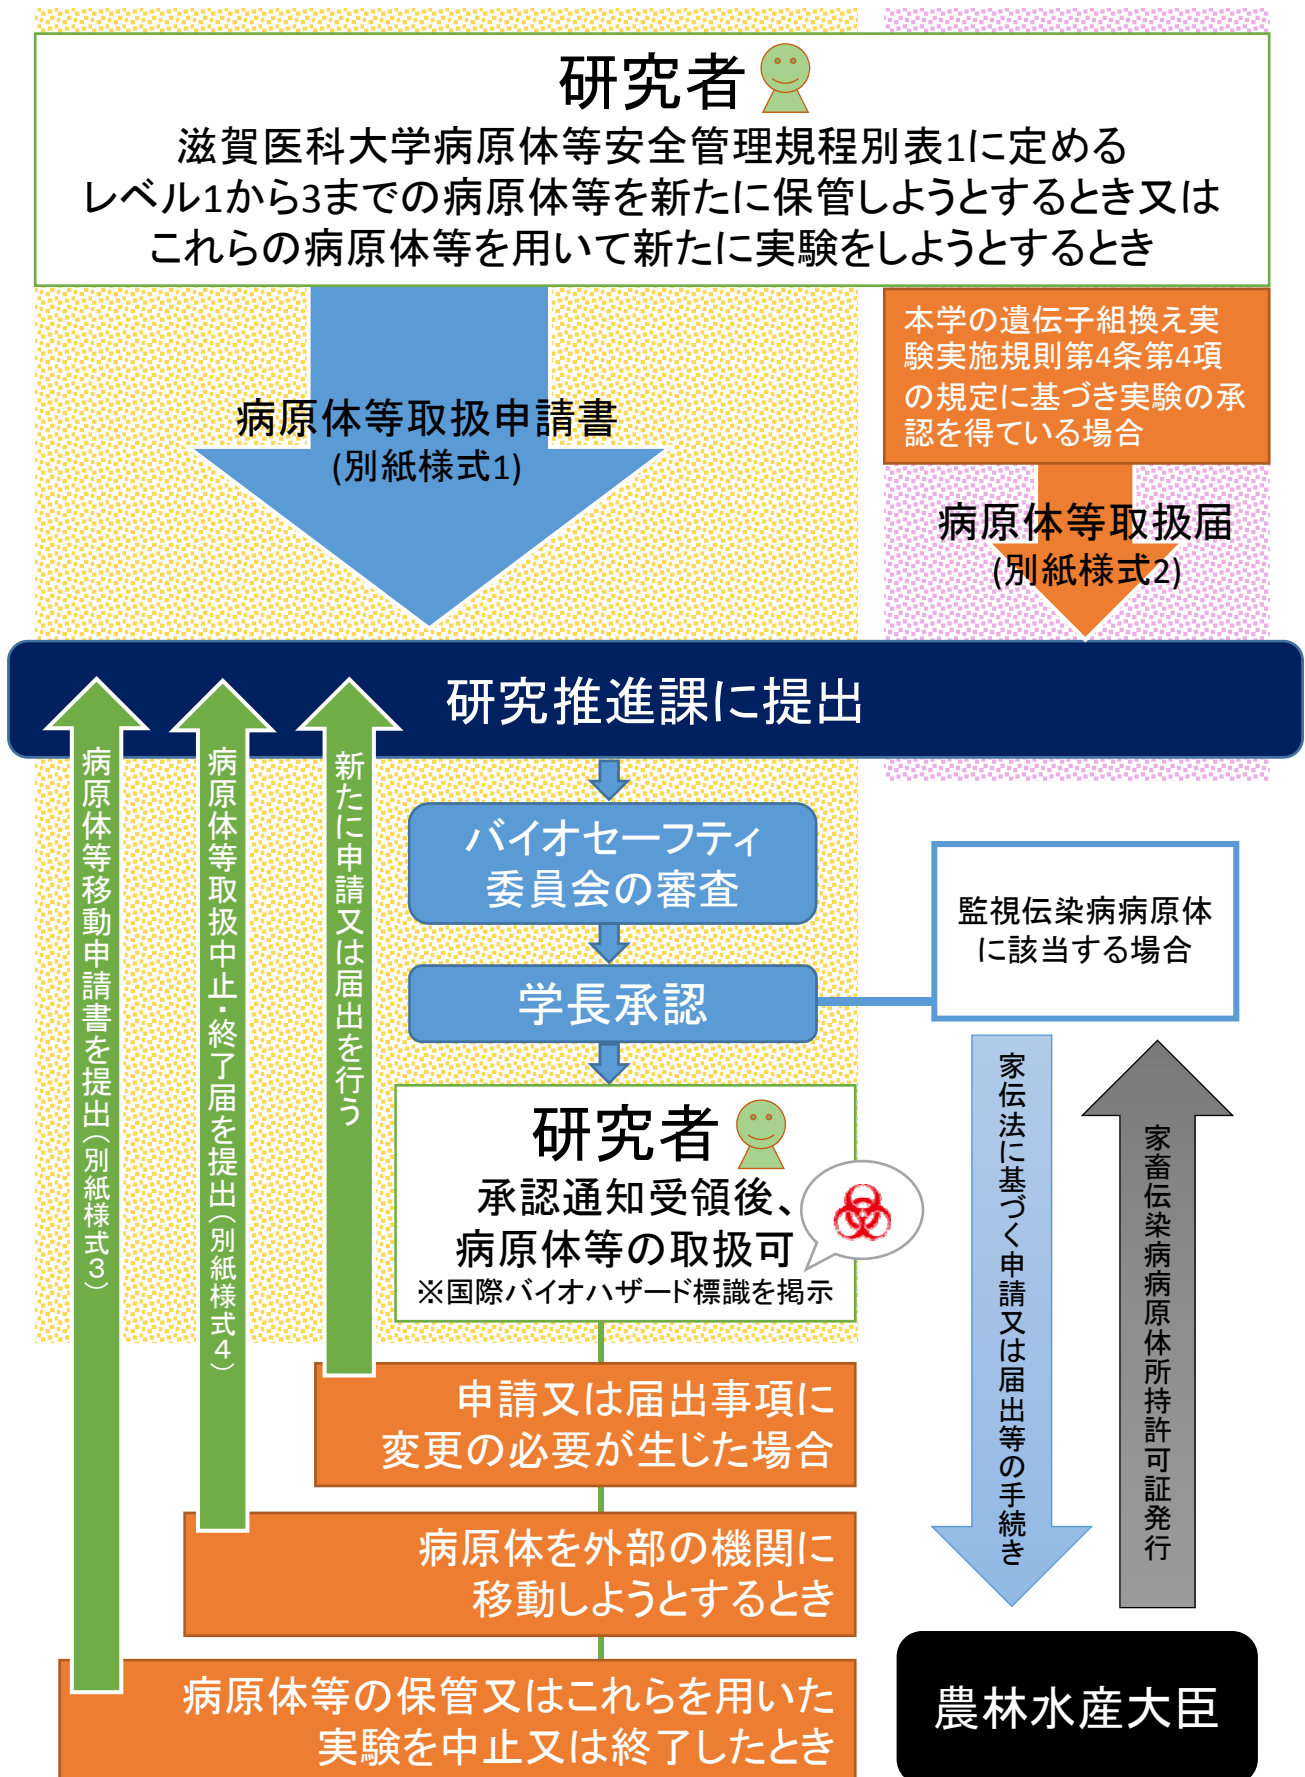 研究者
滋賀医科大学病原体等安全管理規程別表1に定める
レベル1から3までの病原体等を新たに保管しようとするとき又は
これらの病原体等を用いて新たに実験をしようとするとき
本学の遺伝子組換え実
験実施規則第4条第4項
の規定に基づき実験の承
認を得ている場合
病原体等取扱申請書
(別紙様式1)
病原体等取扱届
(別紙様式2)
研究推進課に提出
病原体等移動申請書を提出(別紙様式3)
病原体等取扱中止・終了届を提出(別紙様式4)
新たに申請又は届出を行う
バイオセーフティ
委員会の審査
学長承認
監視伝染病病原体
に該当する場合
研究者
承認通知受領後、
病原体等の取扱可
※国際バイオハザード標識を掲示
家伝法に基づく申請又は届出等の手続き
家畜伝染病病原体所持許可証発行
申請又は届出事項に
変更の必要が生じた場合
病原体を外部の機関に
移動しようとするとき
病原体等の保管又はこれらを用いた
実験を中止又は終了したとき
農林水産大臣